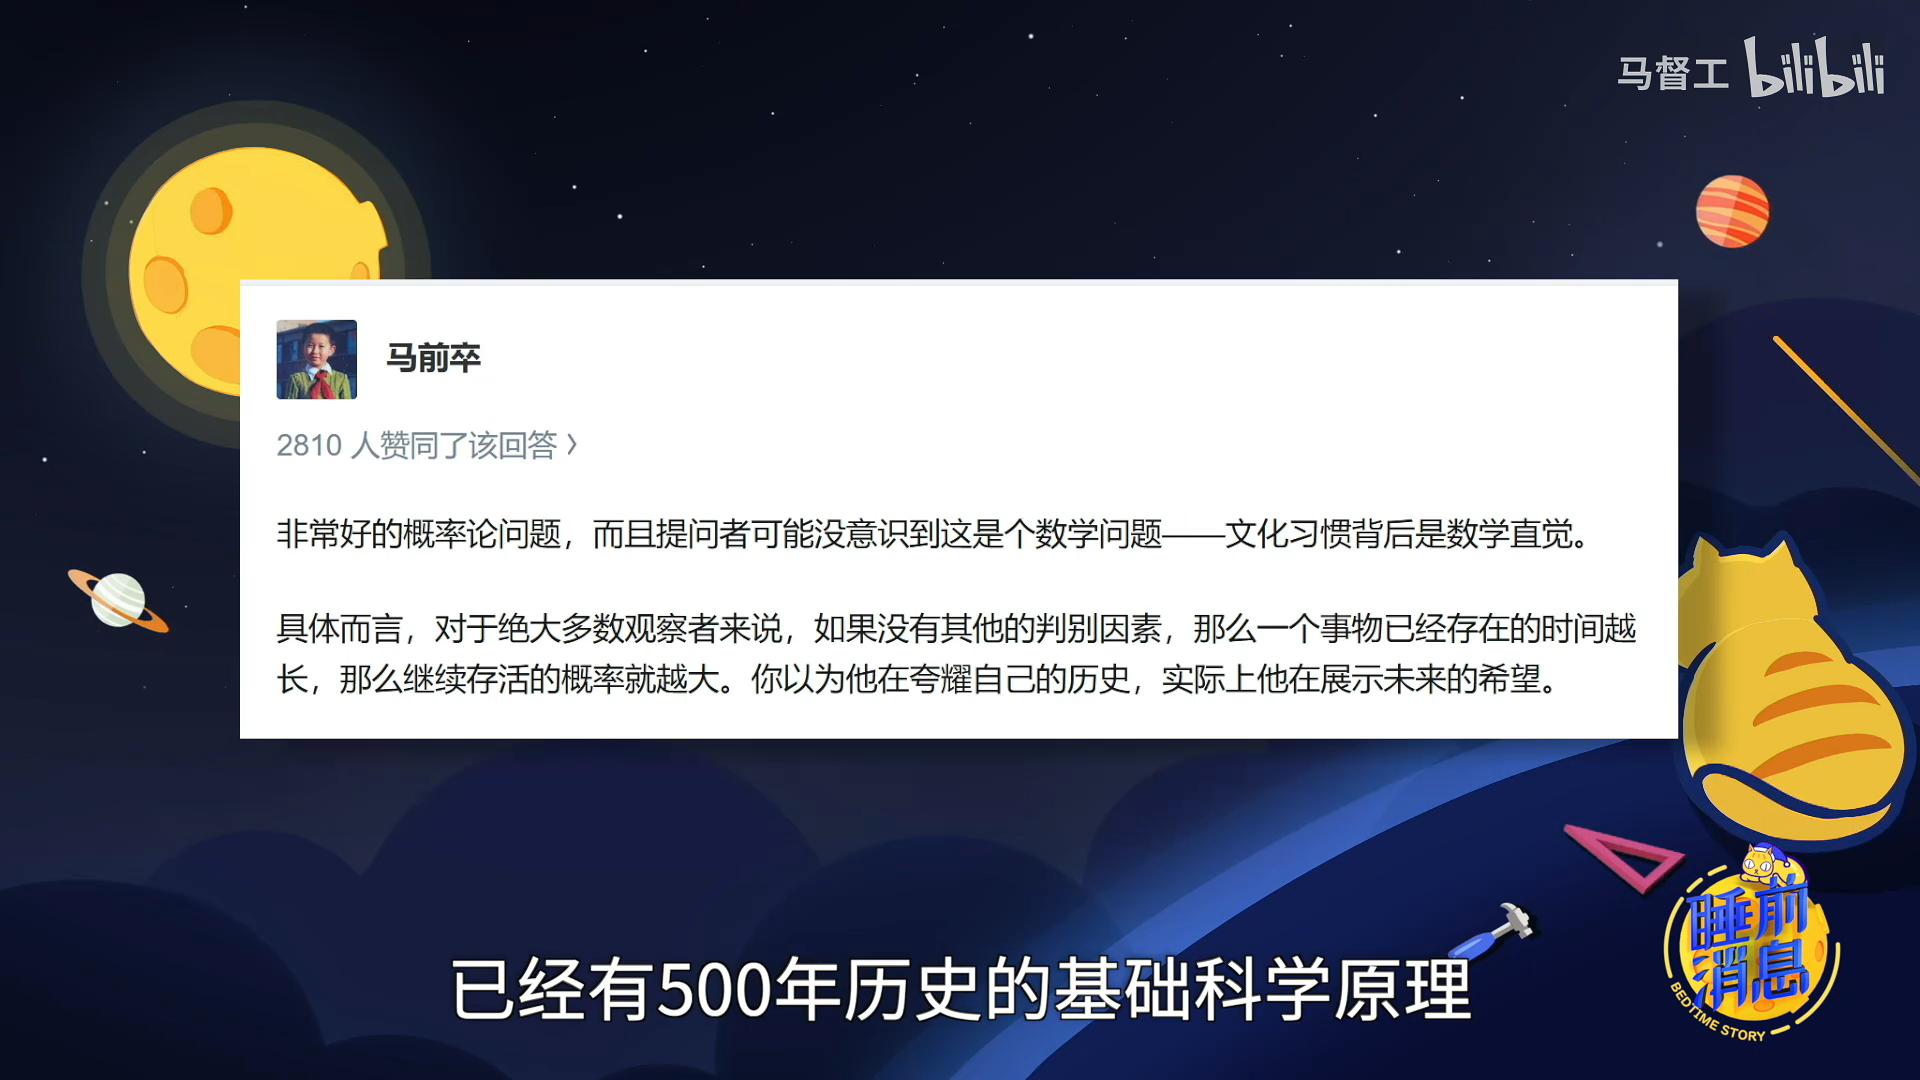 马督工 bilibili
马前卒
2810 人赞同了该回答 ›
非常好的概率论问题，而且提问者可能没意识到这是个数学问题——文化习惯背后是数学直觉。
具体而言，对于绝大多数观察者来说，如果没有其他的判别因素，那么一个事物已经存在的时间越
长，那么继续存活的概率就越大。你以为他在夸耀自己的历史，实际上他在展示未来的希望。
睡前
消息
BEDTIME STORY
已经有500年历史的基础科学原理